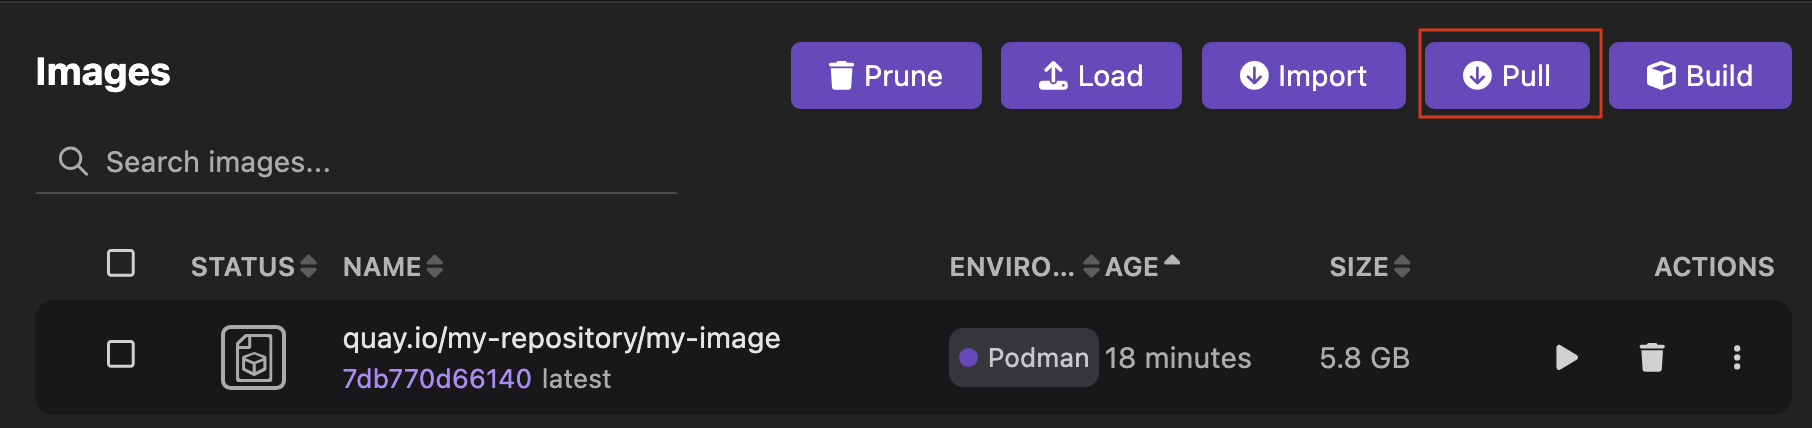 Images
Prune Load Import Pull Build
Search images...
STATUS NAME ENVIRO... AGE SIZE ACTIONS
quay.io/my-repository/my-image
7db770d66140 latest
Podman 18 minutes 5.8 GB